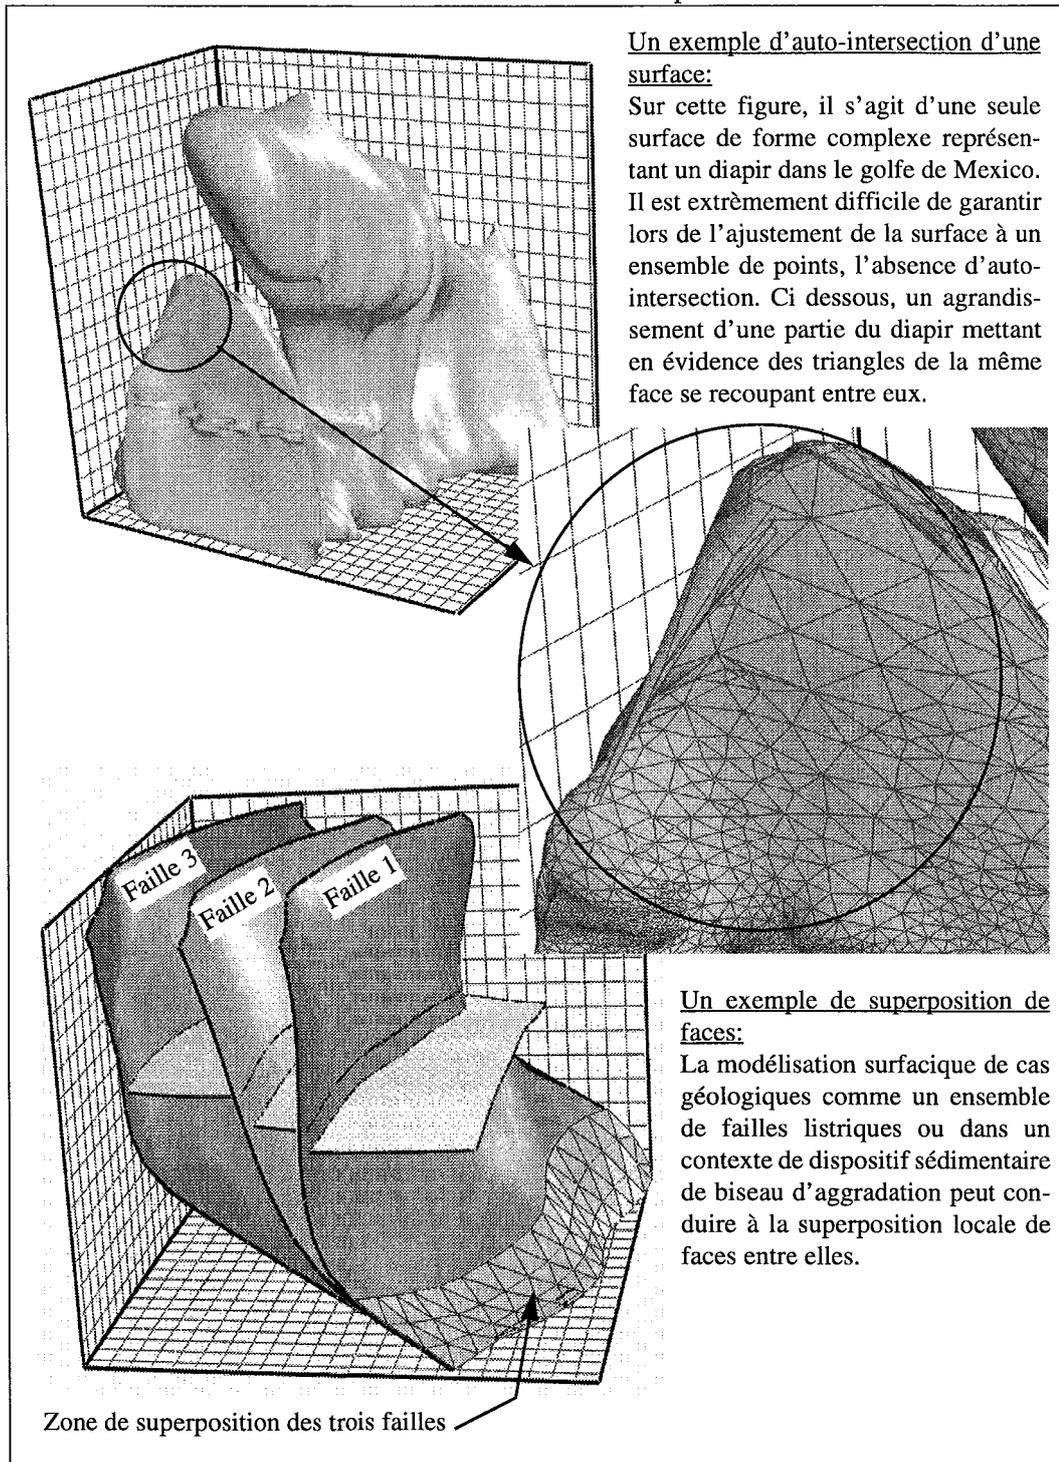 Un exemple d'auto-intersection d'une
surface:
Sur cette figure, il s'agit d'une seule
surface de forme complexe représen-
tant un diapir dans le golfe de Mexico.
Il est extrèmement difficile de garantir
lors de l'ajustement de la surface à un
ensemble de points, l'absence d'auto-
intersection. Ci dessous, un agrandis-
sement d'une partie du diapir mettant
en évidence des triangles de la même
face se recoupant entre eux.
Faille 3
Faille 2
Faille 1
Un exemple de superposition de
faces:
La modélisation surfacique de cas
géologiques comme un ensemble
de failles listriques ou dans un
contexte de dispositif sédimentaire
de biseau d'aggradation peut con-
duire à la superposition locale de
faces entre elles.
Zone de superposition des trois failles